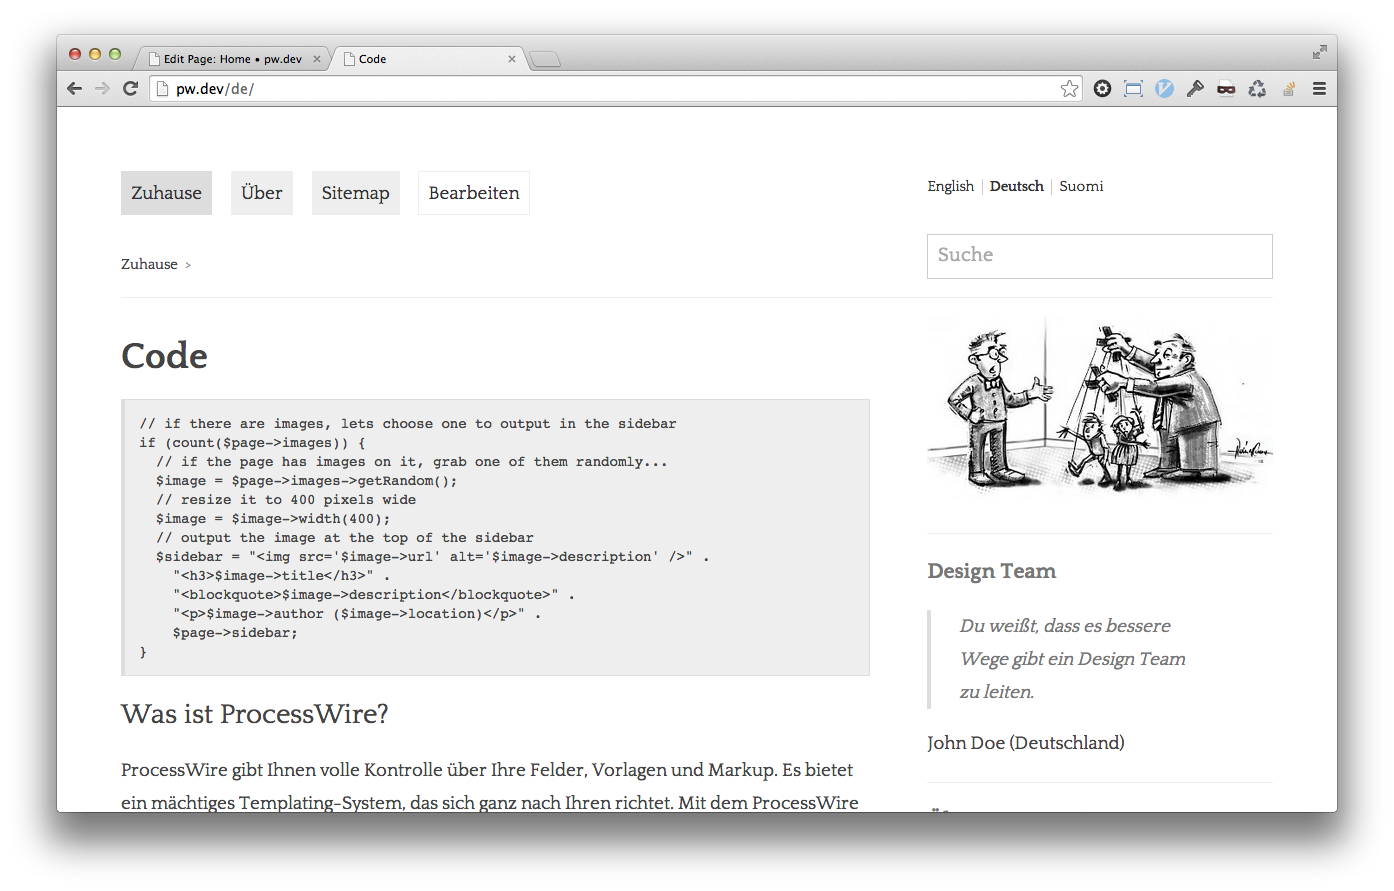 Edit Page: Home • pw.dev
Code
pw.dev/de/
Zuhause
Über
Sitemap
Bearbeiten
English
Deutsch
Suomi
Suche
Zuhause >
Code
// if there are images, lets choose one to output in the sidebar
if (count($page->images)) {
// if the page has images on it, grab one of them randomly...
$image = $page->images->getRandom();
// resize it to 400 pixels wide
$image = $image->width(400);
// output the image at the top of the sidebar
$sidebar = "<img src='$image->url' alt='$image->description' />" .
"<h3>$image->title</h3>" .
"<blockquote>$image->description</blockquote>" .
"<p>$image->author ($image->location)</p>" .
$page->sidebar;
}
Was ist ProcessWire?
ProcessWire gibt Ihnen volle Kontrolle über Ihre Felder, Vorlagen und Markup. Es bietet
ein mächtiges Templating-System, das sich ganz nach Ihren richtet. Mit dem ProcessWire
Design Team
Du weißt, dass es bessere
Wege gibt ein Design Team
zu leiten.
John Doe (Deutschland)